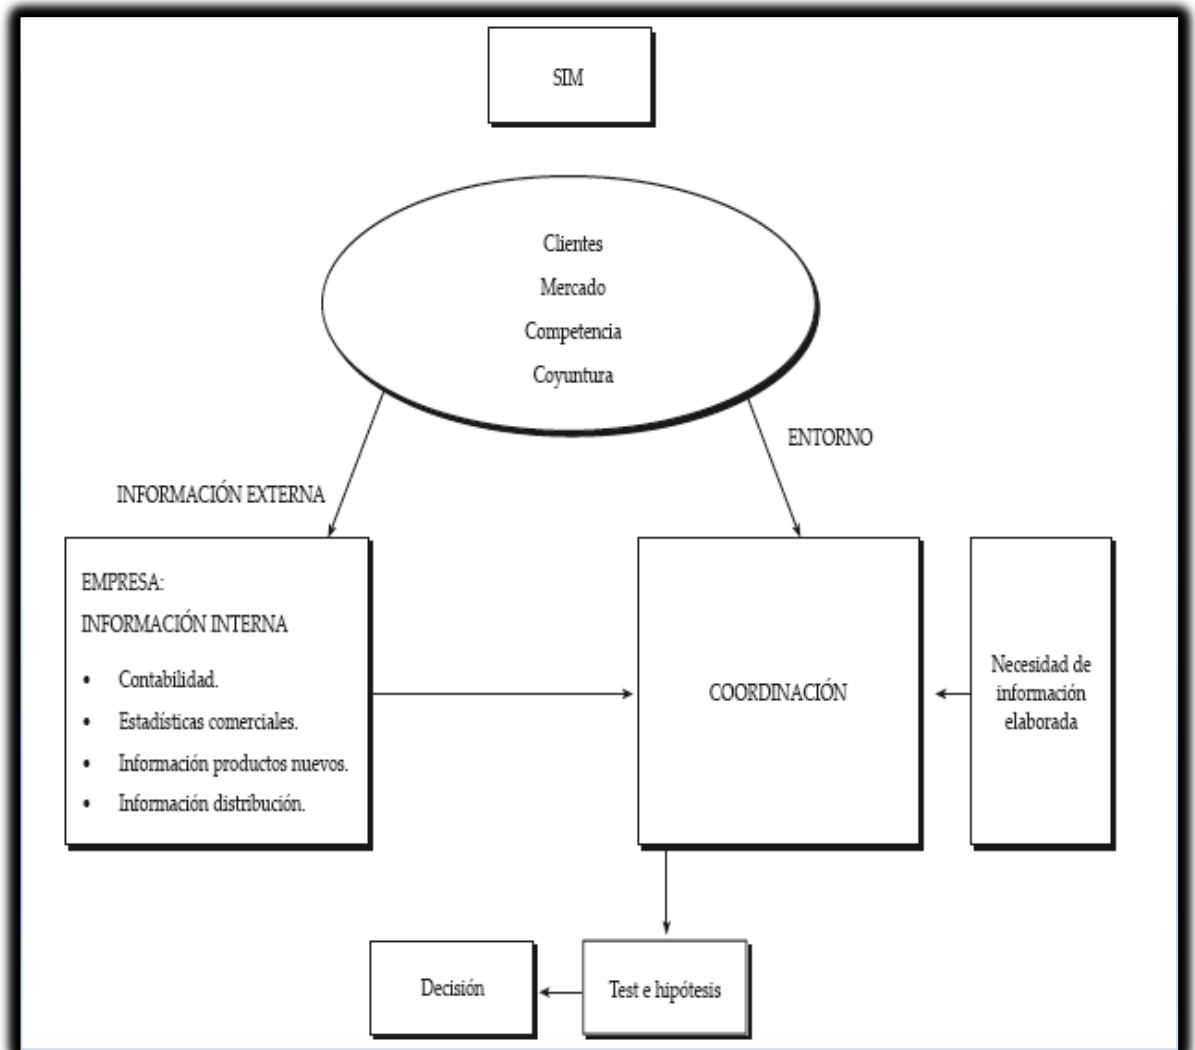 SIM
Clientes
Mercado
Competencia
Coyuntura
ENTORNO
INFORMACIÓN EXTERNA
EMPRESA:
INFORMACIÓN INTERNA
• Contabilidad.
• Estadísticas comerciales.
• Información productos nuevos.
• Información distribución.
COORDINACIÓN
Necesidad de
información
elaborada
Decisión
Test e hipótesis